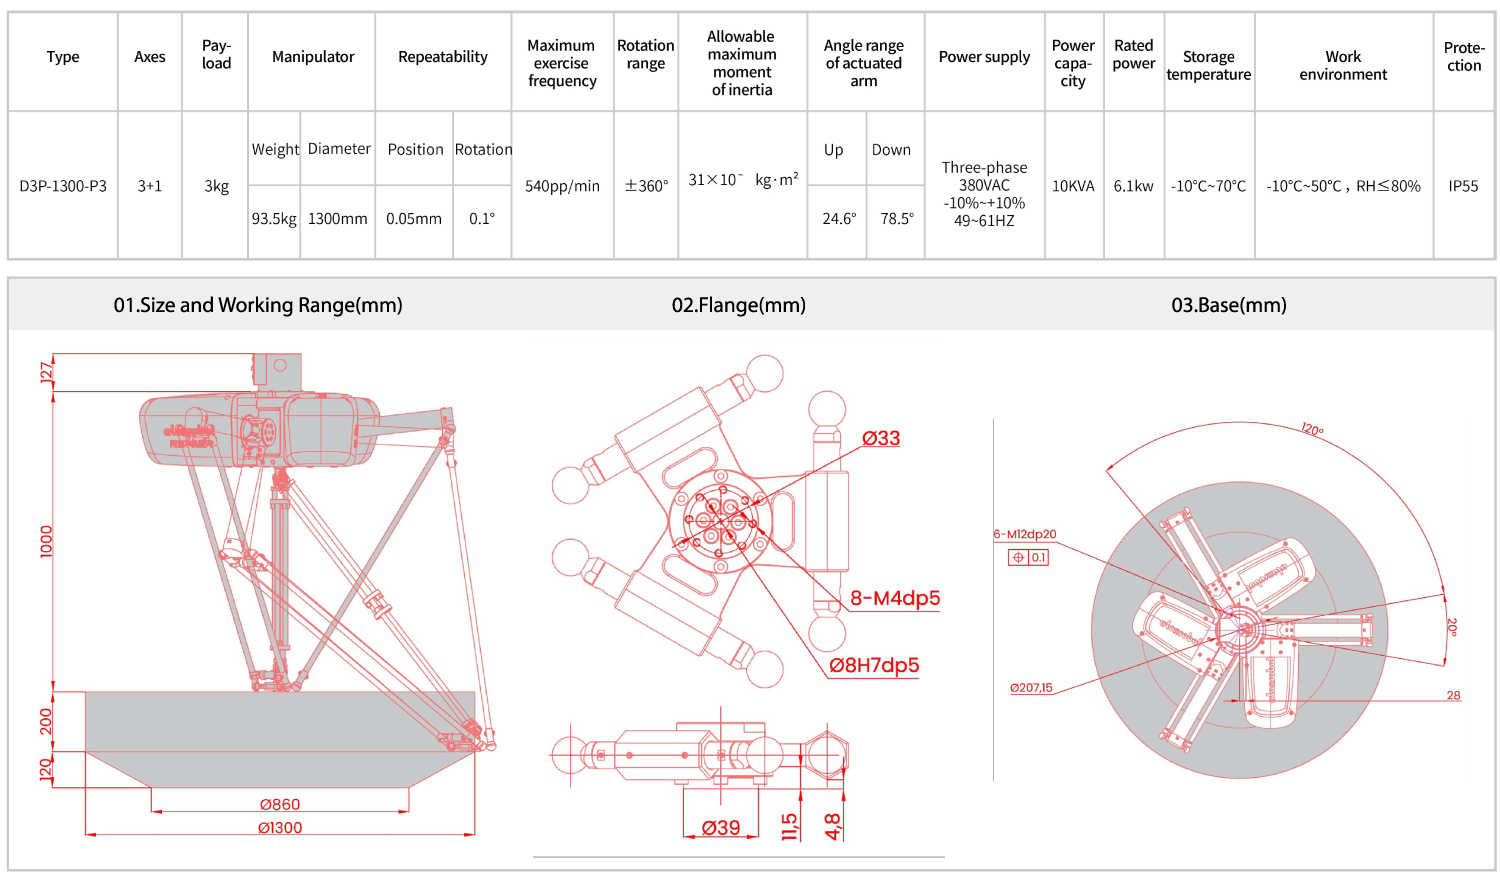 Type
Axes
Pay-
load
Manipulator
Repeatability
Maximum
exercise
frequency
Rotation
range
Allowable
maximum
moment
of inertia
Angle range
of actuated
arm
Power supply
Power
capa-
city
Rated
power
Storage
temperature
Work
environment
Prote-
ction
D3P-1300-P3
3+1
3kg
Weight
Diameter
Position
Rotation
93.5kg
1300mm
0.05mm
0.1°
540pp/min
±360°
31×10⁻ kg·m²
Up
Down
24.6°
78.5°
Three-phase
380VAC
-10%~+10%
49~61HZ
10KVA
6.1kw
-10°C~70°C
-10°C~50°C , RH≤80%
IP55
01.Size and Working Range(mm)
02.Flange(mm)
03.Base(mm)
127
1000
200
120
Ø860
Ø1300
Ø33
8-M4dp5
Ø8H7dp5
Ø39
11,5
4,8
120°
6-M12dp20
0.1
20°
Ø207,15
28